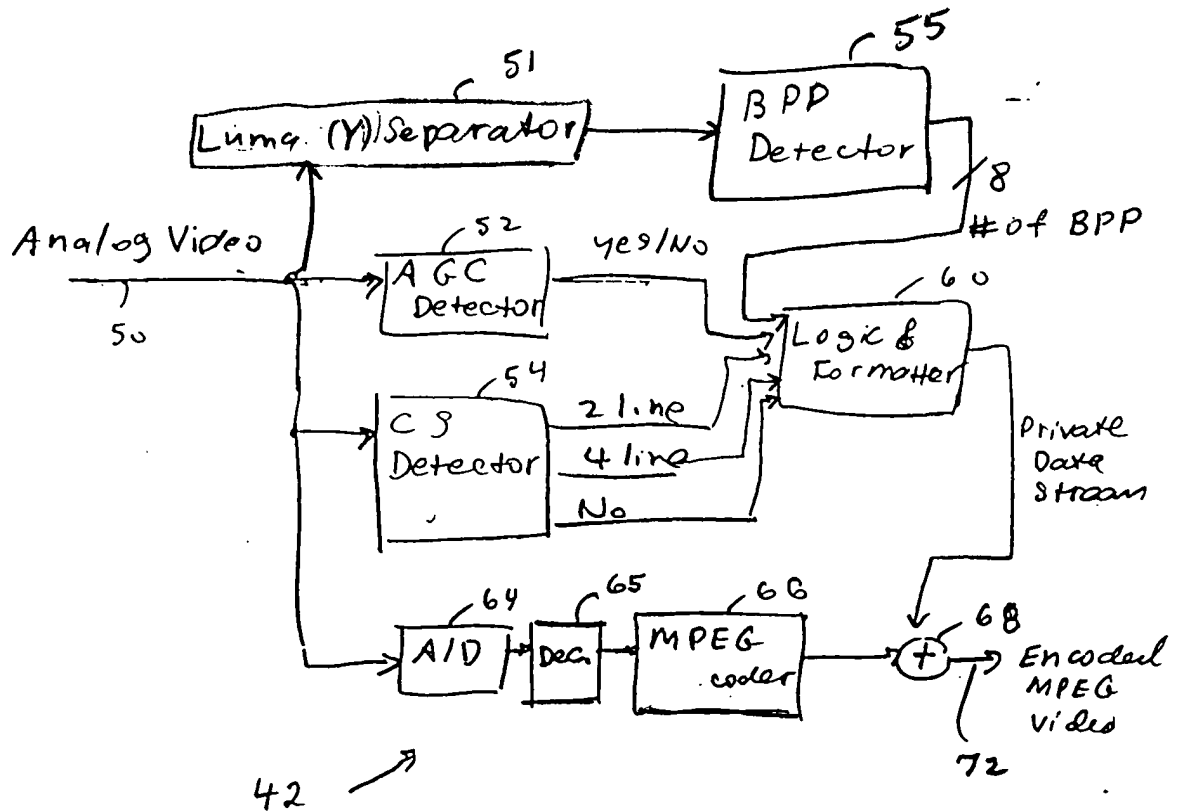 51
Luma (Y) Separator
55
BPD
Detector
8
# of BPP
Analog Video
50
52
AGC
Detector
Yes/No
60
Logic &
Formatter
54
CS
Detector
2 line
4 line
No
Private
Data
Stream
64
A/D
65
Dec.
66
MPEG
coder
68
+
Encoded
MPEG
Video
72
42